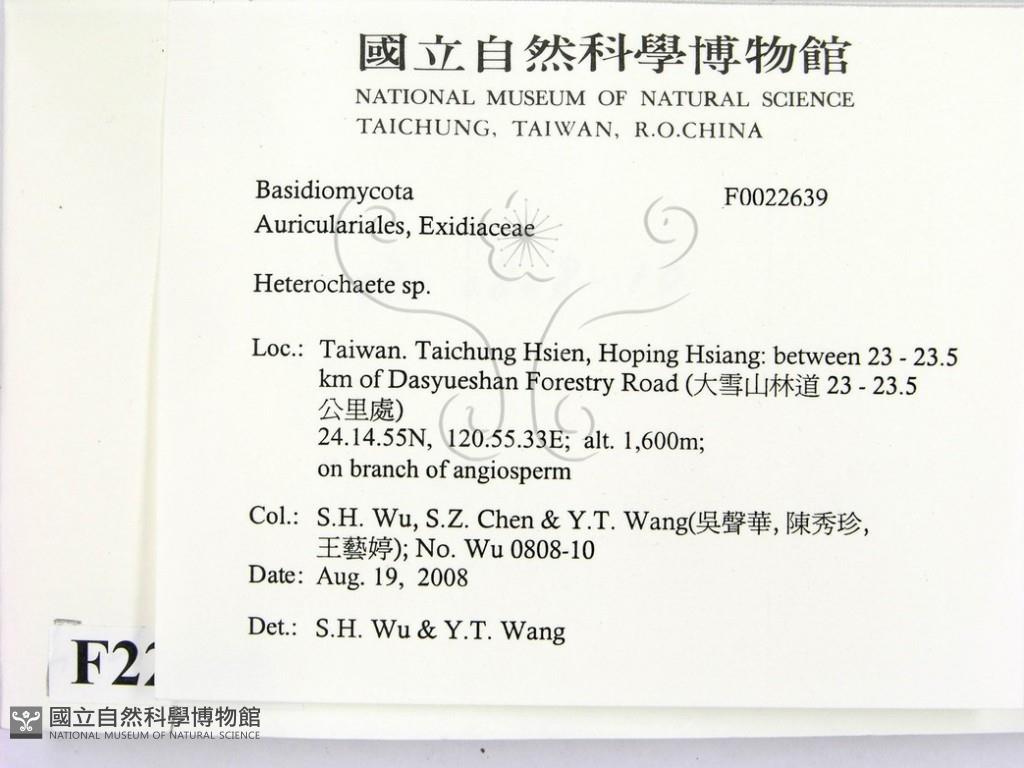 國立自然科學博物館
NATIONAL MUSEUM OF NATURAL SCIENCE
TAICHUNG, TAIWAN, R.O.CHINA
Basidiomycota F0022639
Auriculariales, Exidiaceae
Heterochaete sp.
Loc.: Taiwan. Taichung Hsien, Hoping Hsiang: between 23 - 23.5
km of Dasyueshan Forestry Road (大雪山林道 23 - 23.5
公里處)
24.14.55N, 120.55.33E; alt. 1,600m;
on branch of angiosperm
Col.: S.H. Wu, S.Z. Chen & Y.T. Wang(吳聲華, 陳秀珍,
王藝婷); No. Wu 0808-10
Date: Aug. 19, 2008
Det.: S.H. Wu & Y.T. Wang
F22
國立自然科學博物館
NATIONAL MUSEUM OF NATURAL SCIENCE